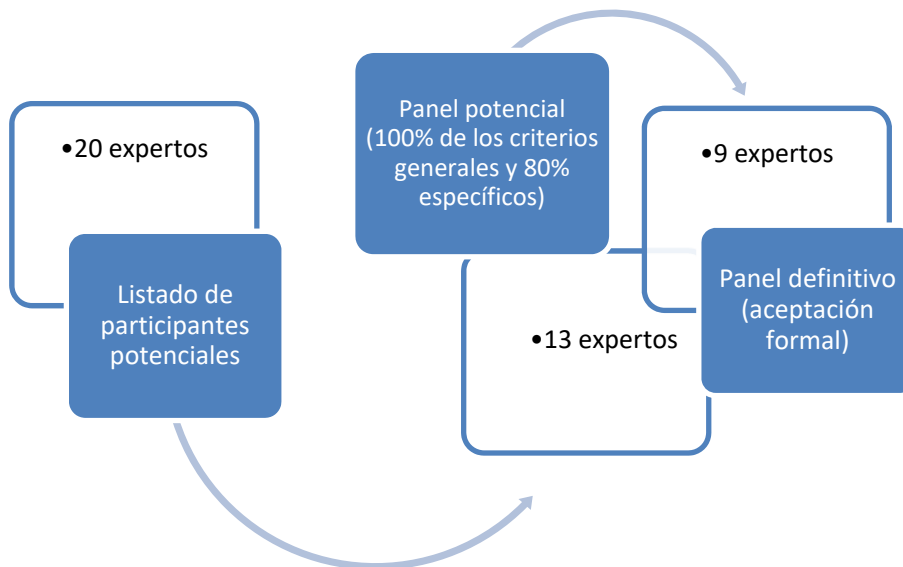 •20 expertos
Listado de
participantes
potenciales
Panel potencial
(100% de los criterios
generales y 80%
específicos)
•13 expertos
•9 expertos
Panel definitivo
(aceptación
formal)